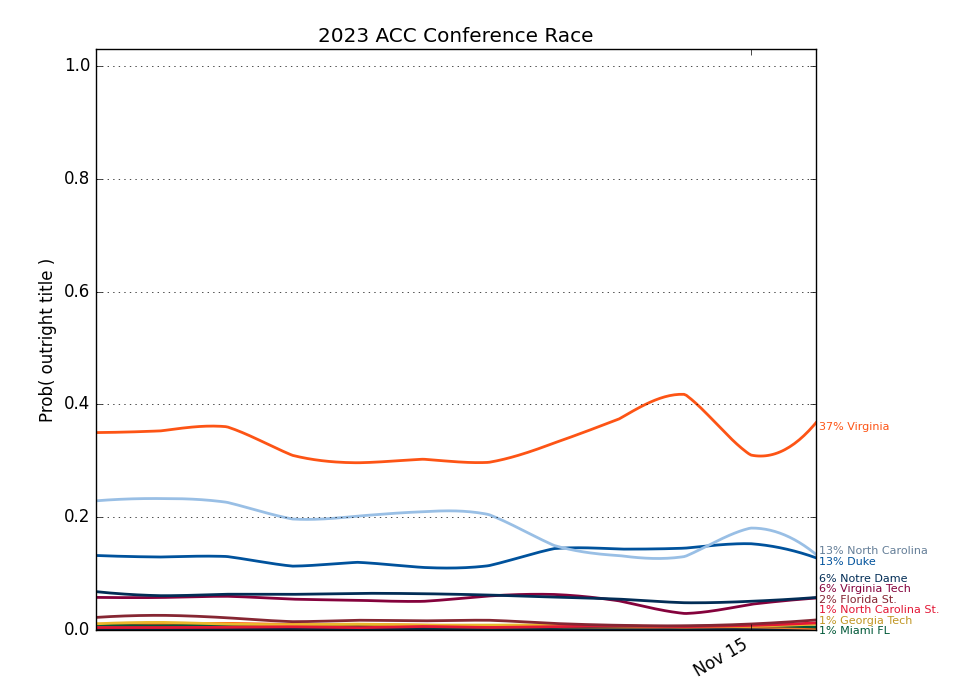 2023 ACC Conference Race
Prob( outright title )
1.0
0.8
0.6
0.4
0.2
0.0
Nov 15
37% Virginia
13% North Carolina
13% Duke
6% Notre Dame
6% Virginia Tech
2% Florida St.
1% North Carolina St.
1% Georgia Tech
1% Miami FL